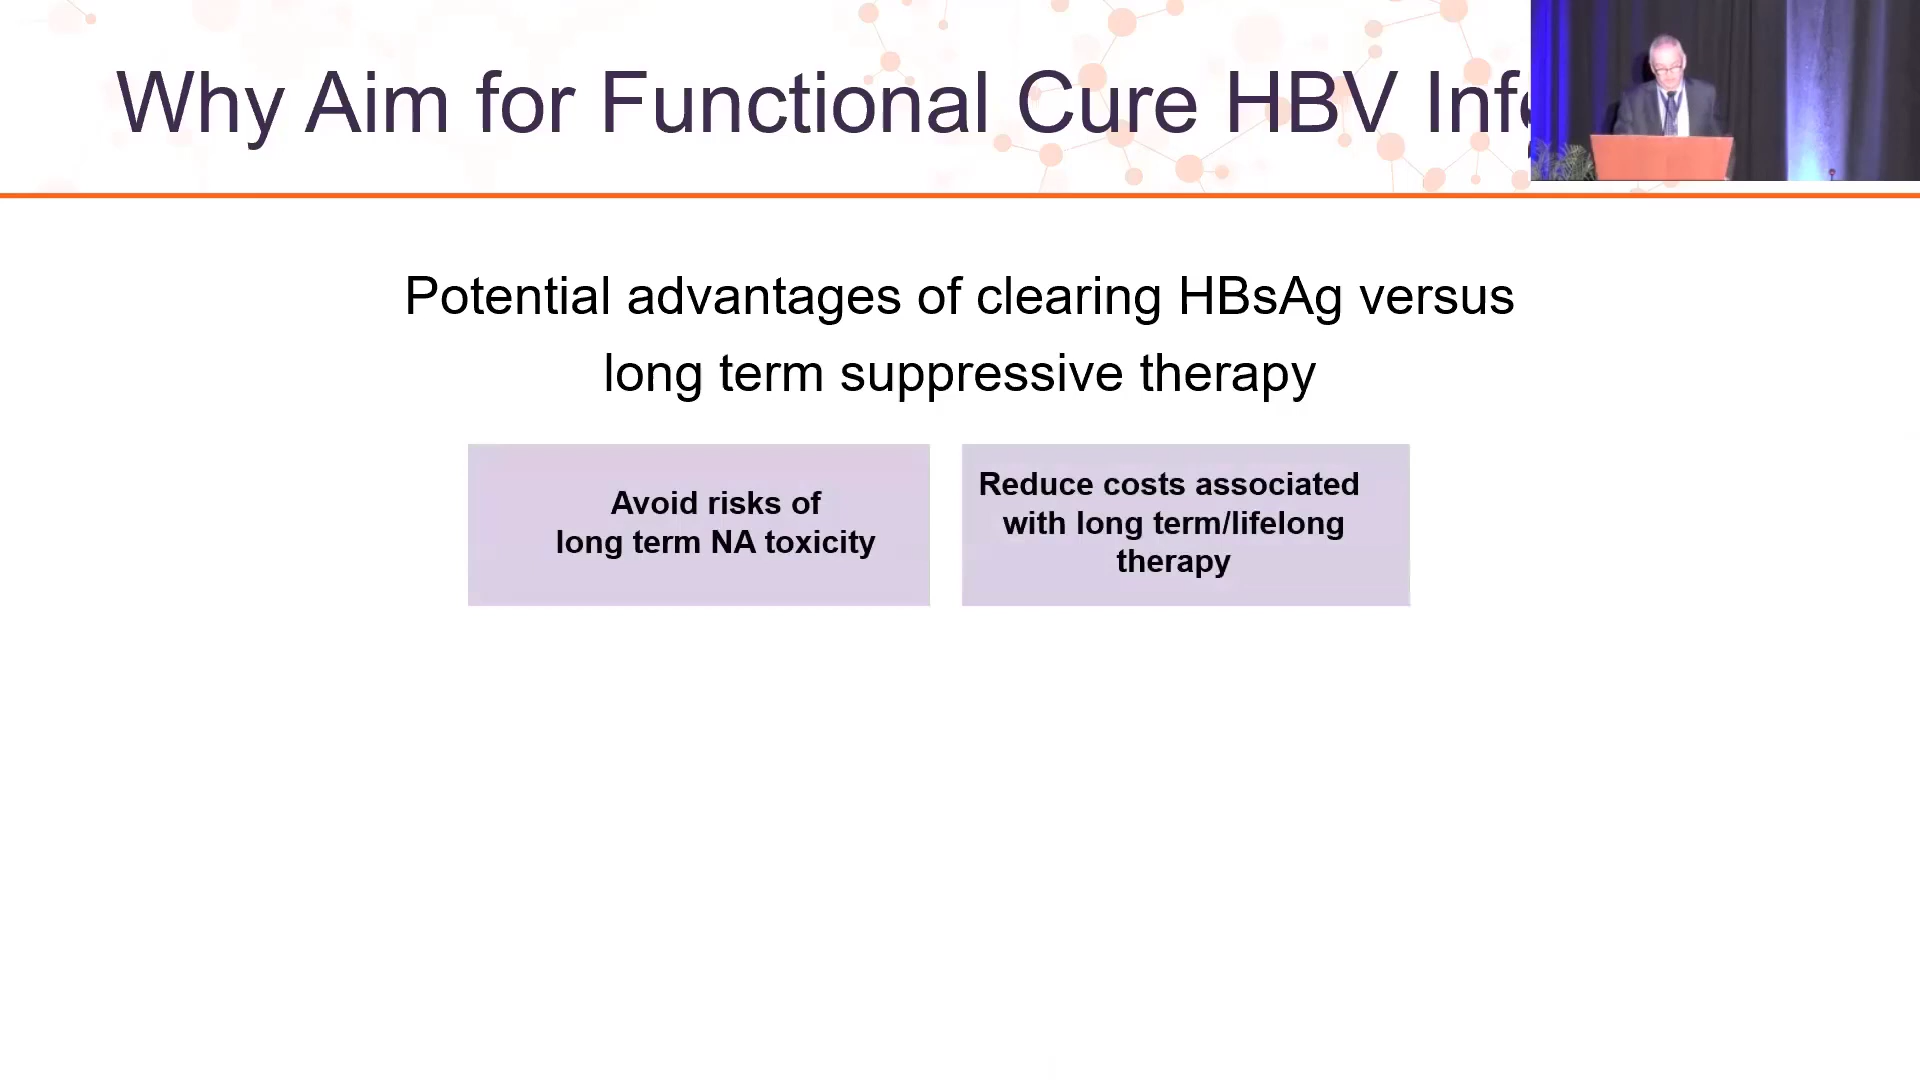 Why Aim for Functional Cure HBV
Potential advantages of clearing HBsAg versus
long term suppressive therapy
Avoid risks of
long term NA toxicity
Reduce costs associated
with long term/lifelong
therapy